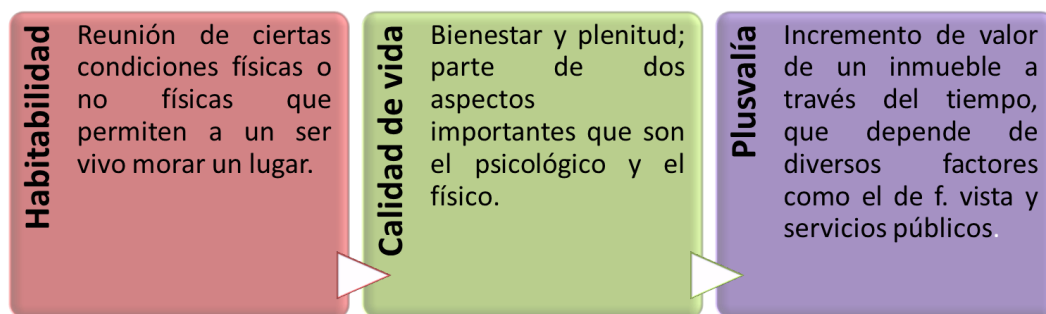 Habitabilidad
Reunión de ciertas
condiciones físicas o
no físicas que
permiten a un ser
vivo morar un lugar.
Calidad de vida
Bienestar y plenitud;
parte de dos
aspectos
importantes que son
el psicológico y el
físico.
Plusvalía
Incremento de valor
de un inmueble a
través del tiempo,
que depende de
diversos factores
como el de f. vista y
servicios públicos.